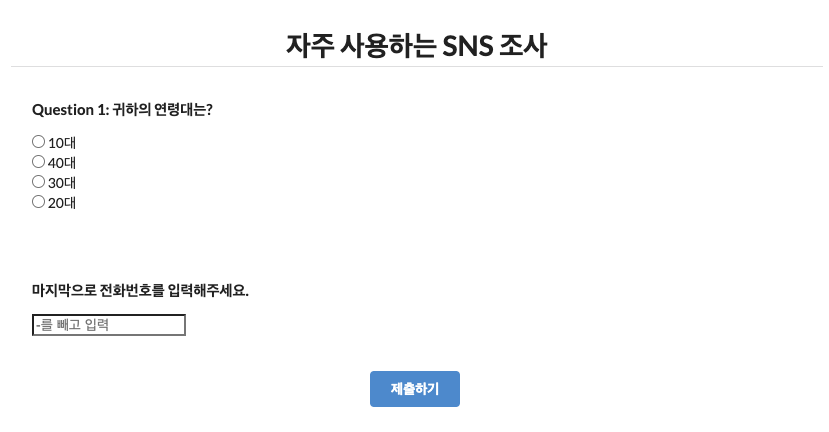 자주 사용하는 SNS 조사
Question 1: 귀하의 연령대는?
10대
40대
30대
20대
마지막으로 전화번호를 입력해주세요.
-를 빼고 입력
제출하기